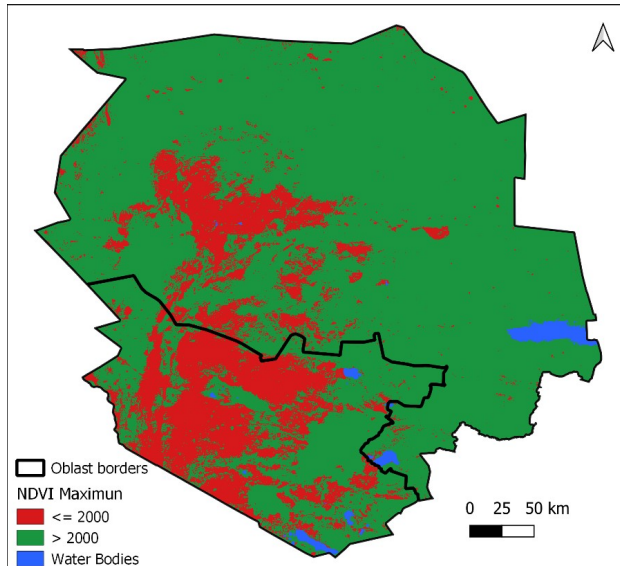 Oblast borders
NDVI Maximun
<= 2000
> 2000
Water Bodies
0 25 50 km